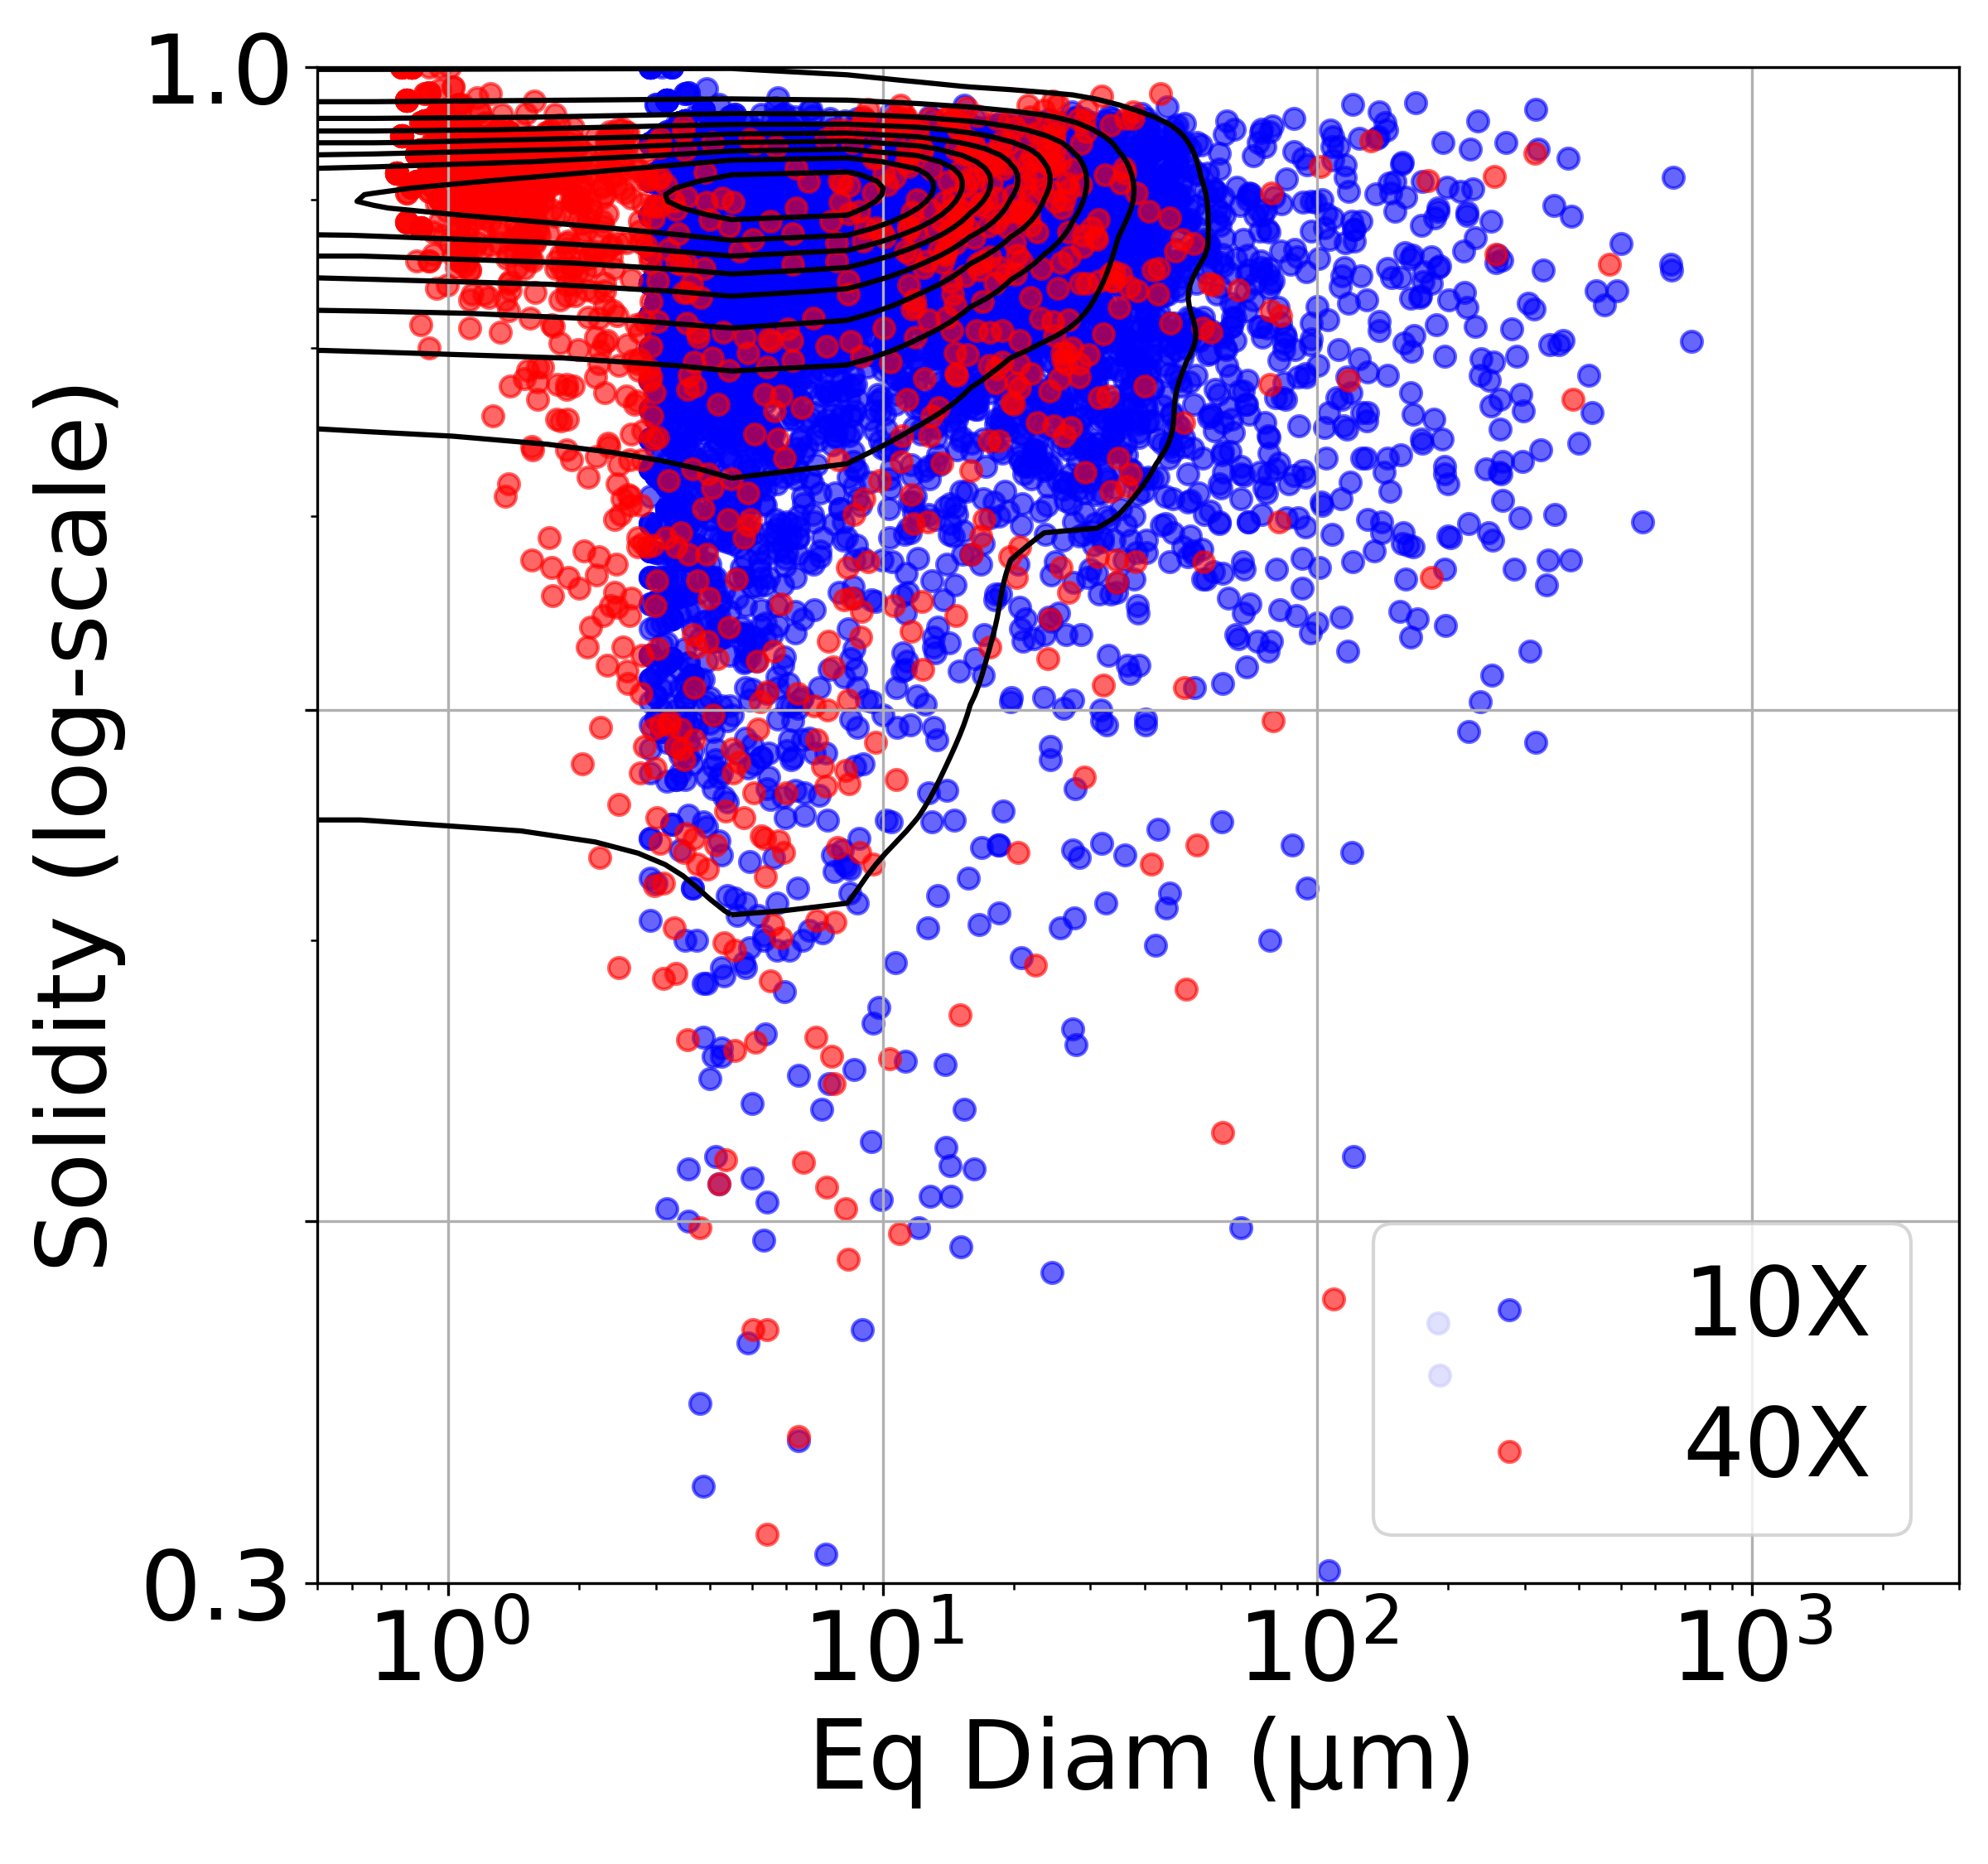 Solidity (log-scale)
1.0
0.3
10⁰ 10¹ 10² 10³
Eq Diam (µm)
10X
40X